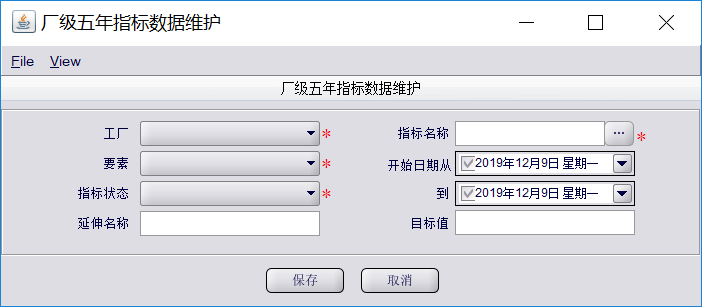 厂级五年指标数据维护
File View
厂级五年指标数据维护
工厂 * 指标名称 ... *
要素 * 开始日期从 2019年12月9日 星期一
指标状态 * 到 2019年12月9日 星期一
延伸名称 目标值
保存 取消